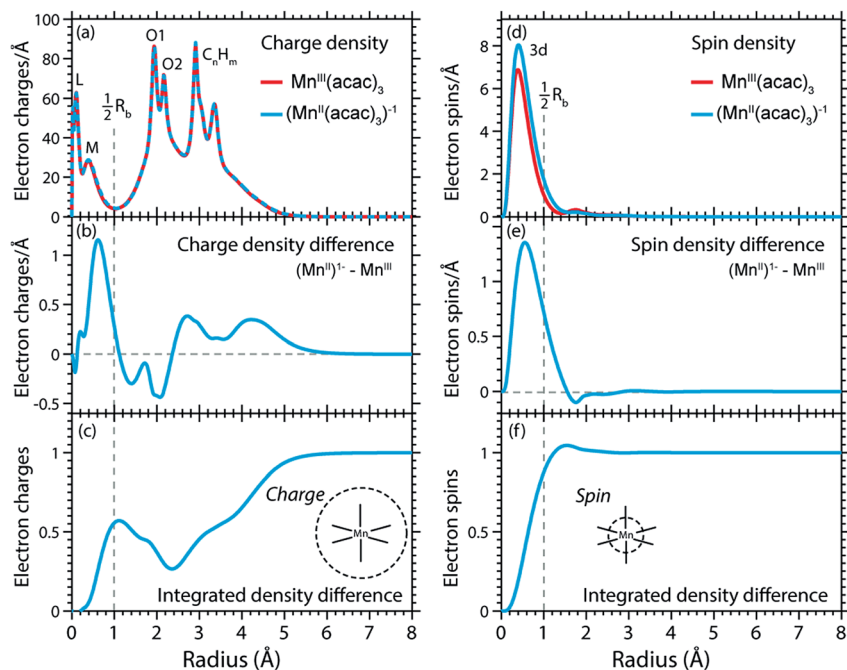 (a)
Charge density
Mn^III(acac)_3
(Mn^II(acac)_3)^-1
L
M
O1
O2
C_nH_m
1/2 R_b
Electron charges/Å
100
80
60
40
20
0
(b)
Charge density difference
(Mn^II)^1- - Mn^III
Electron charges/Å
1
0.5
0
-0.5
(c)
Charge
Mn
Integrated density difference
Electron charges
1
0.5
0
0 1 2 3 4 5 6 7 8
Radius (Å)
(d)
Spin density
Mn^III(acac)_3
(Mn^II(acac)_3)^-1
3d
1/2 R_b
Electron spins/Å
8
6
4
2
0
(e)
Spin density difference
(Mn^II)^1- - Mn^III
Electron spins/Å
1
0.5
0
(f)
Spin
Mn
Integrated density difference
Electron spins
1
0.5
0
0 1 2 3 4 5 6 7 8
Radius (Å)